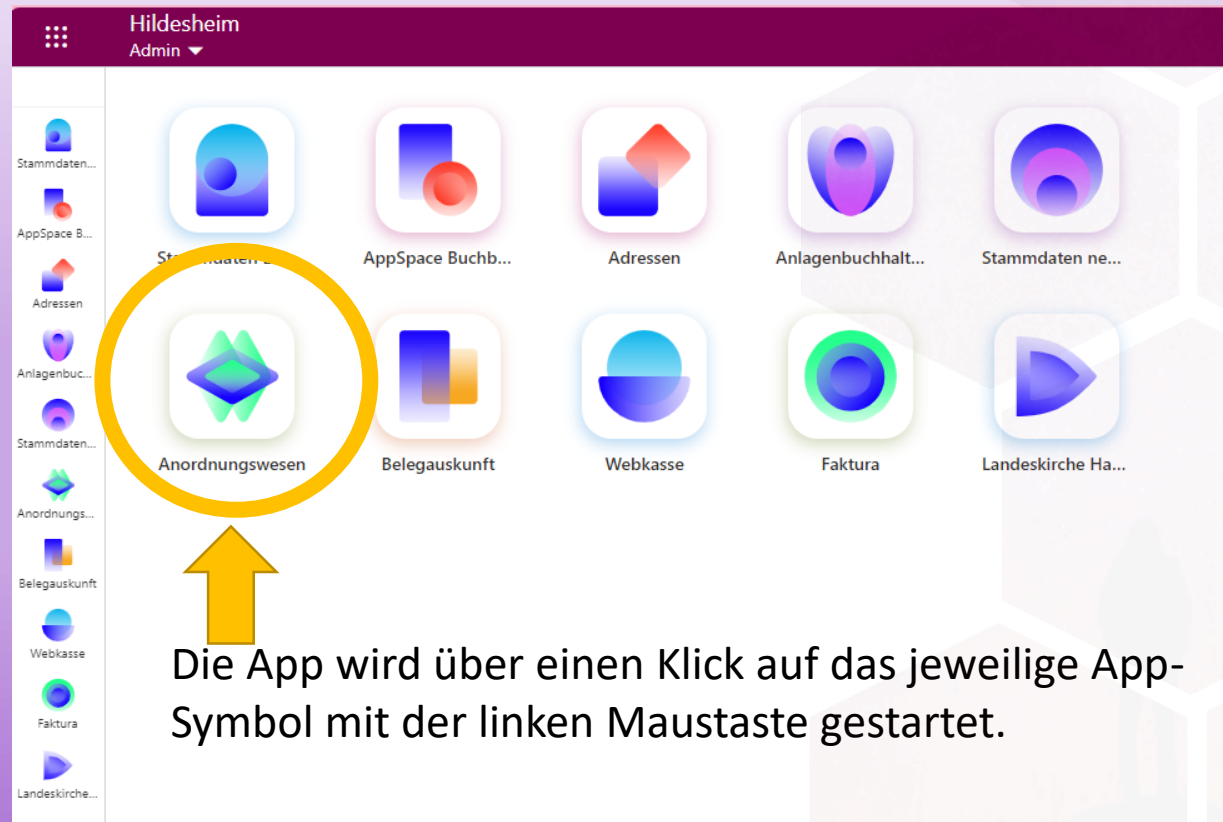 Hildesheim
Admin
Stammdaten...
AppSpace B...
Adressen
Anlagenbuc...
Stammdaten...
Anordnungs...
Belegauskunft
Webkasse
Faktura
Landeskirche...
AppSpace Buchb...
Adressen
Anlagenbuchhalt...
Stammdaten ne...
Anordnungswesen
Belegauskunft
Webkasse
Faktura
Landeskirche Ha...
Die App wird über einen Klick auf das jeweilige App-
Symbol mit der linken Maustaste gestartet.